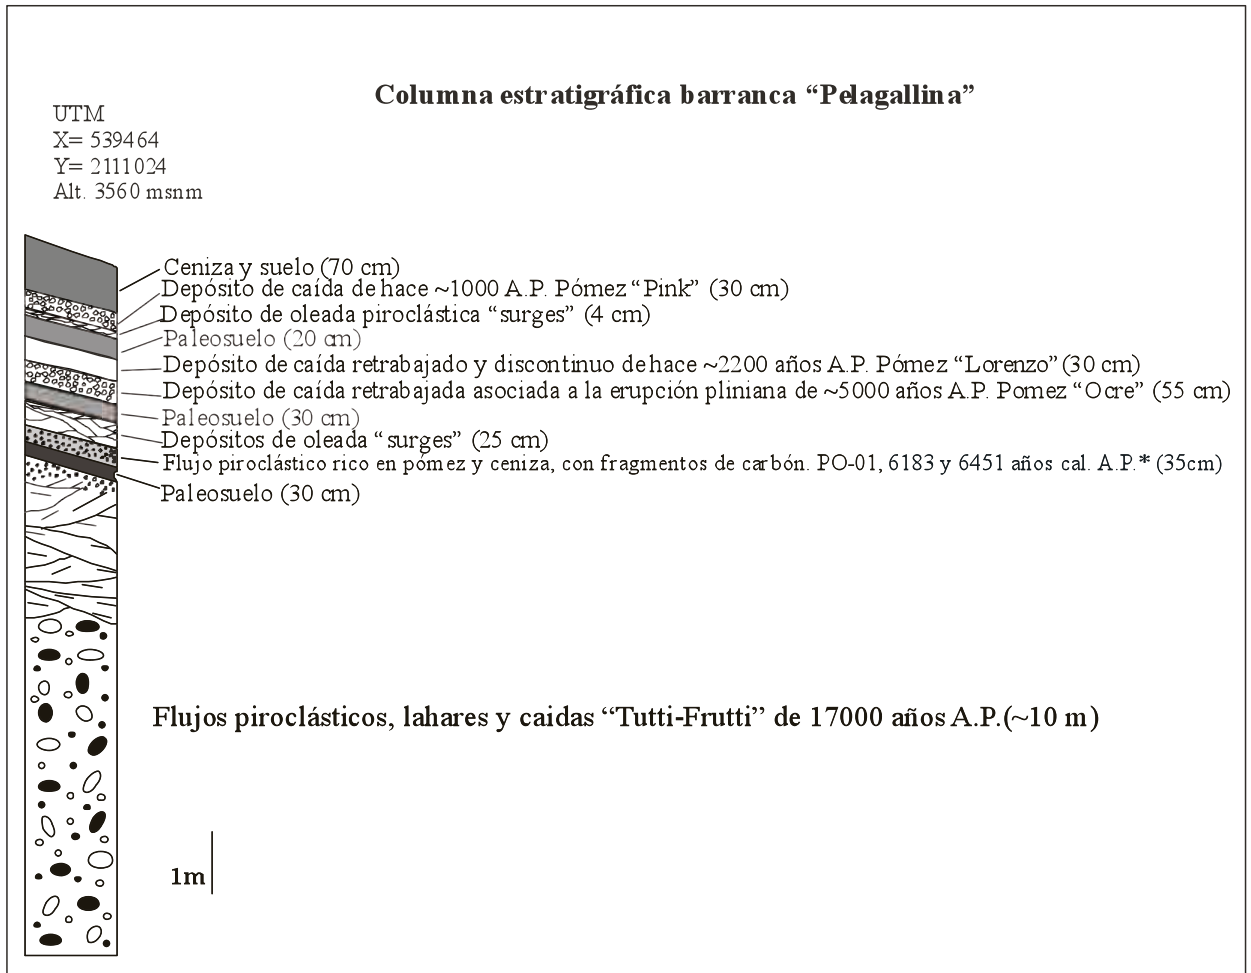 Columna estratigráfica barranca “Pelagallina”
UTM
X= 539464
Y= 2111024
Alt. 3560 msnm
Ceniza y suelo (70 cm)
Depósito de caída de hace ~1000 A.P. Pómez “Pink” (30 cm)
Depósito de oleada piroclástica “surges” (4 cm)
Paleosuelo (20 cm)
Depósito de caída retrabajado y discontinuo de hace ~2200 años A.P. Pómez “Lorenzo” (30 cm)
Depósito de caída retrabajada asociada a la erupción pliniana de ~5000 años A.P. Pomez “Ocre” (55 cm)
Paleosuelo (30 cm)
Depósitos de oleada “surges” (25 cm)
Flujo piroclástico rico en pómez y ceniza, con fragmentos de carbón. PO-01, 6183 y 6451 años cal. A.P.* (35cm)
Paleosuelo (30 cm)
Flujos piroclásticos, lahares y caidas “Tutti-Frutti” de 17000 años A.P.(~10 m)
1m